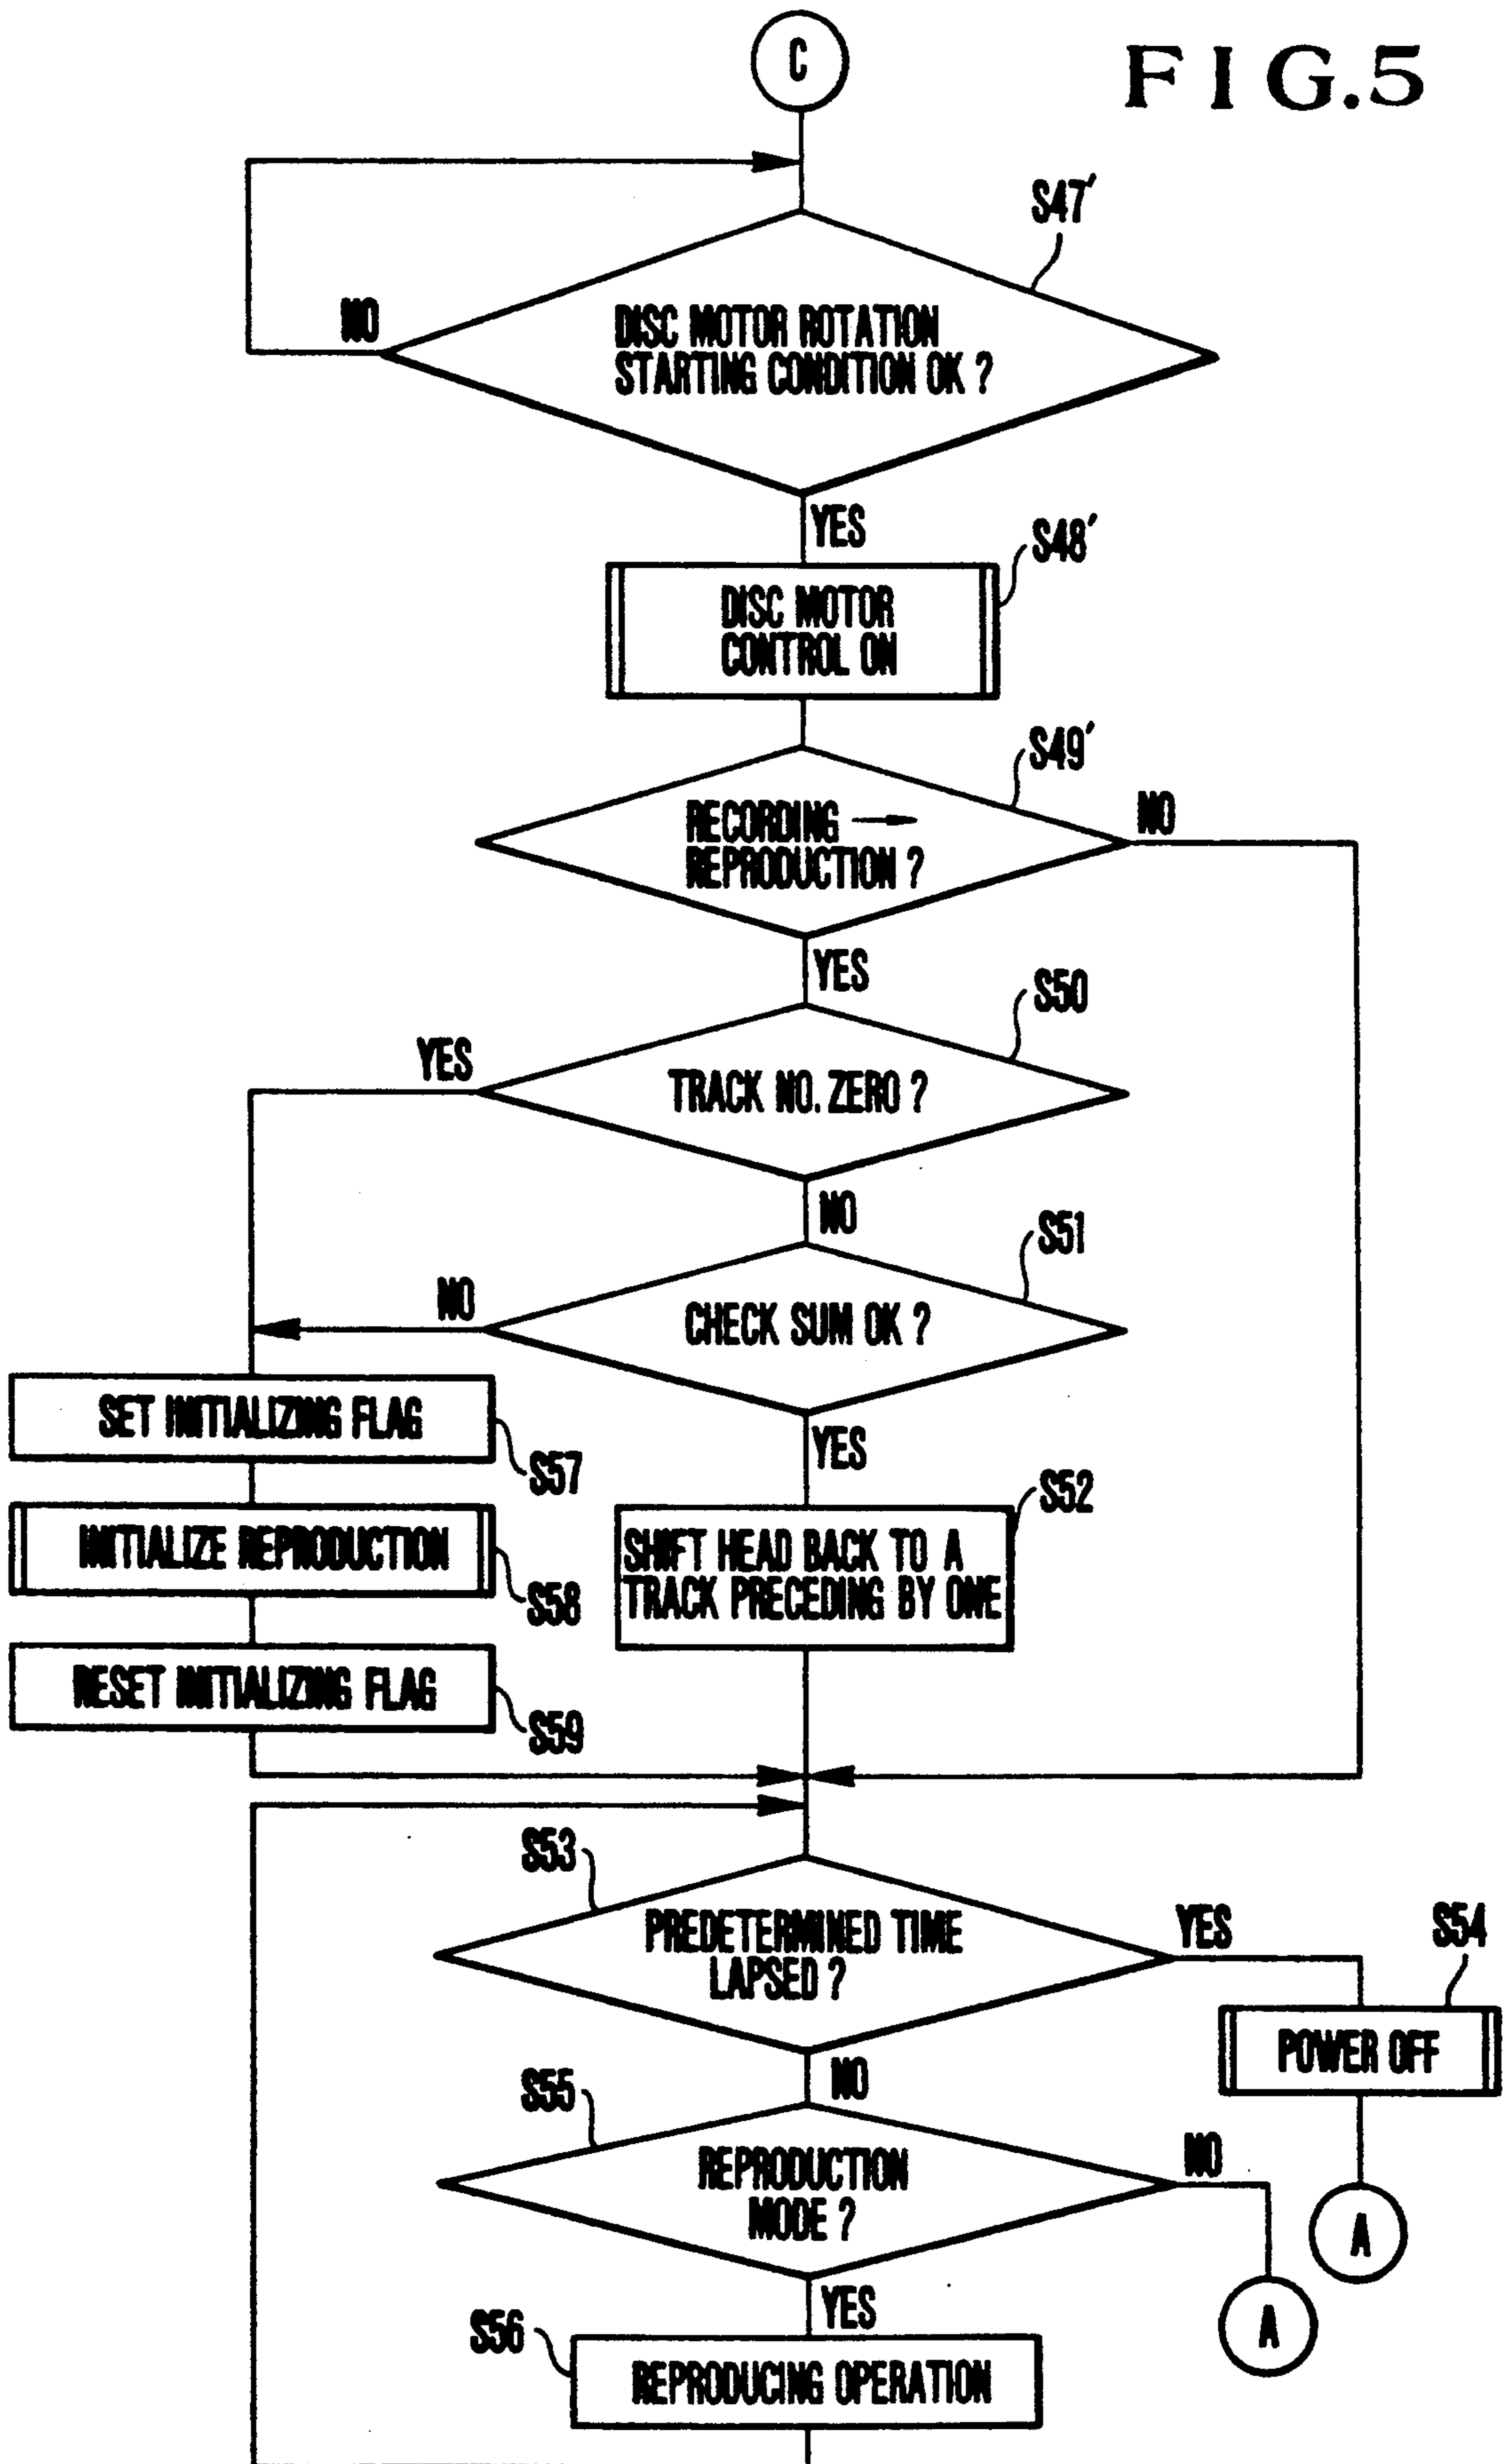 C
FIG.5
S47'
NO
DISC MOTOR ROTATION
STARTING CONDITION OK ?
YES
S48'
DISC MOTOR
CONTROL ON
S49'
NO
RECORDING →
REPRODUCTION ?
YES
S50
YES
TRACK NO. ZERO ?
NO
S51
NO
CHECK SUM OK ?
SET INITIALIZING FLAG
YES
S57
S52
INITIALIZE REPRODUCTION
SHIFT HEAD BACK TO A
TRACK PRECEDING BY ONE
S58
RESET INITIALIZING FLAG
S59
S53
PREDETERMINED TIME
LAPSED ?
YES
S54
POWER OFF
NO
S55
REPRODUCTION
MODE ?
NO
A
A
YES
S56
REPRODUCING OPERATION